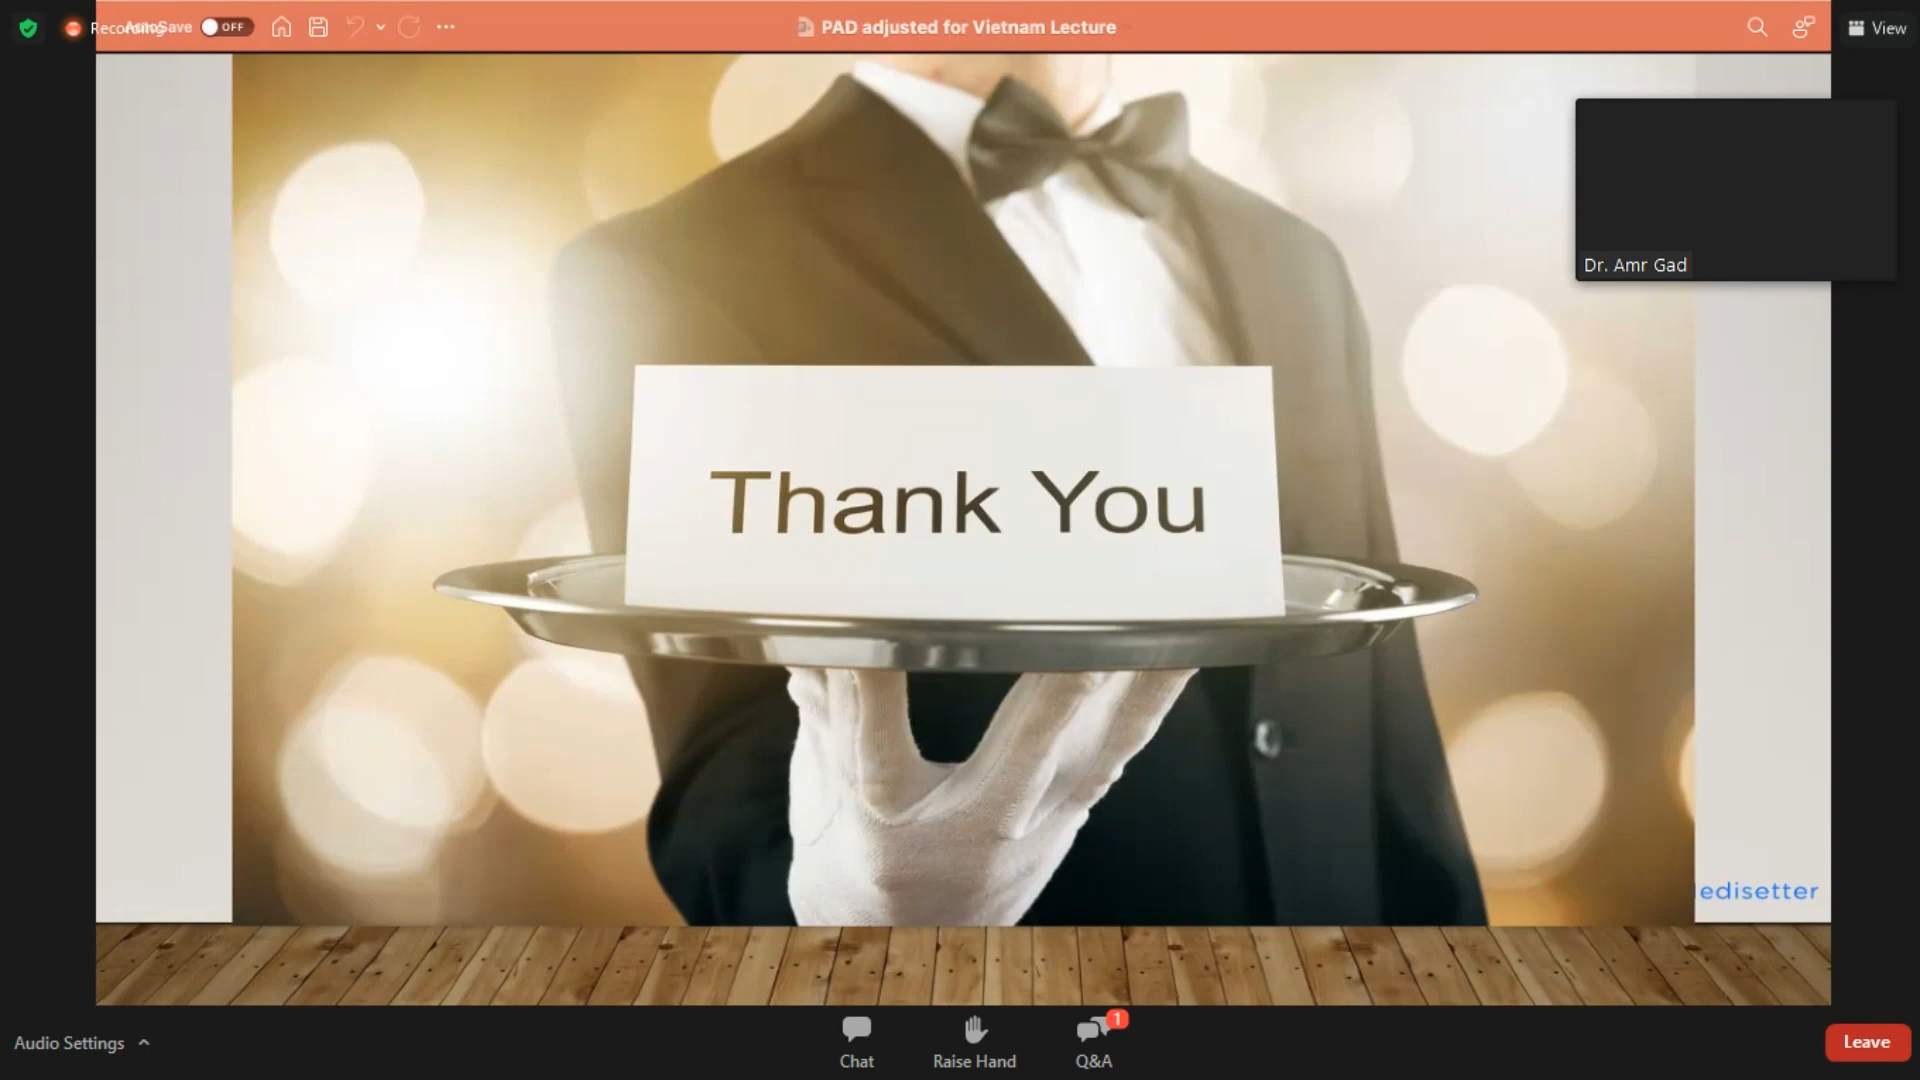 Recording
AutoSave
OFF
PAD adjusted for Vietnam Lecture
View
Dr. Amr Gad
Thank You
edisetter
Audio Settings
Chat
Raise Hand
1
Q&A
Leave